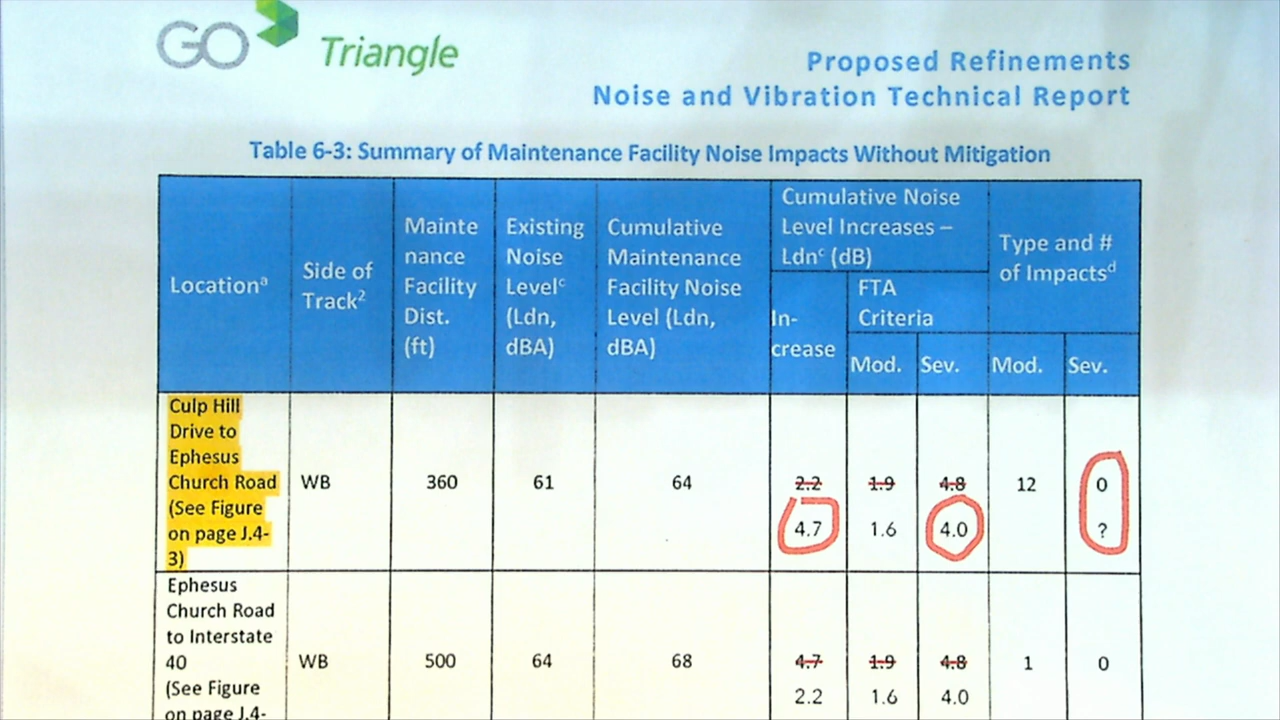 GO Triangle
Proposed Refinements
Noise and Vibration Technical Report
Table 6-3: Summary of Maintenance Facility Noise Impacts Without Mitigation
Locationᵃ
Side of
Track²
Mainte
nance
Facility
Dist.
(ft)
Existing
Noise
Levelᶜ
(Ldn,
dBA)
Cumulative
Maintenance
Facility Noise
Level (Ldn,
dBA)
Cumulative Noise
Level Increases –
Ldnᶜ (dB)
In-
crease
FTA
Criteria
Mod.
Sev.
Type and #
of Impactsᵈ
Mod.
Sev.
Culp Hill
Drive to
Ephesus
Church Road
(See Figure
on page J.4-
3)
WB
360
61
64
2.2
4.7
1.9
1.6
4.8
4.0
12
0
?
Ephesus
Church Road
to Interstate
40
(See Figure
on page J.4-
WB
500
64
68
4.7
2.2
1.9
1.6
4.8
4.0
1
0